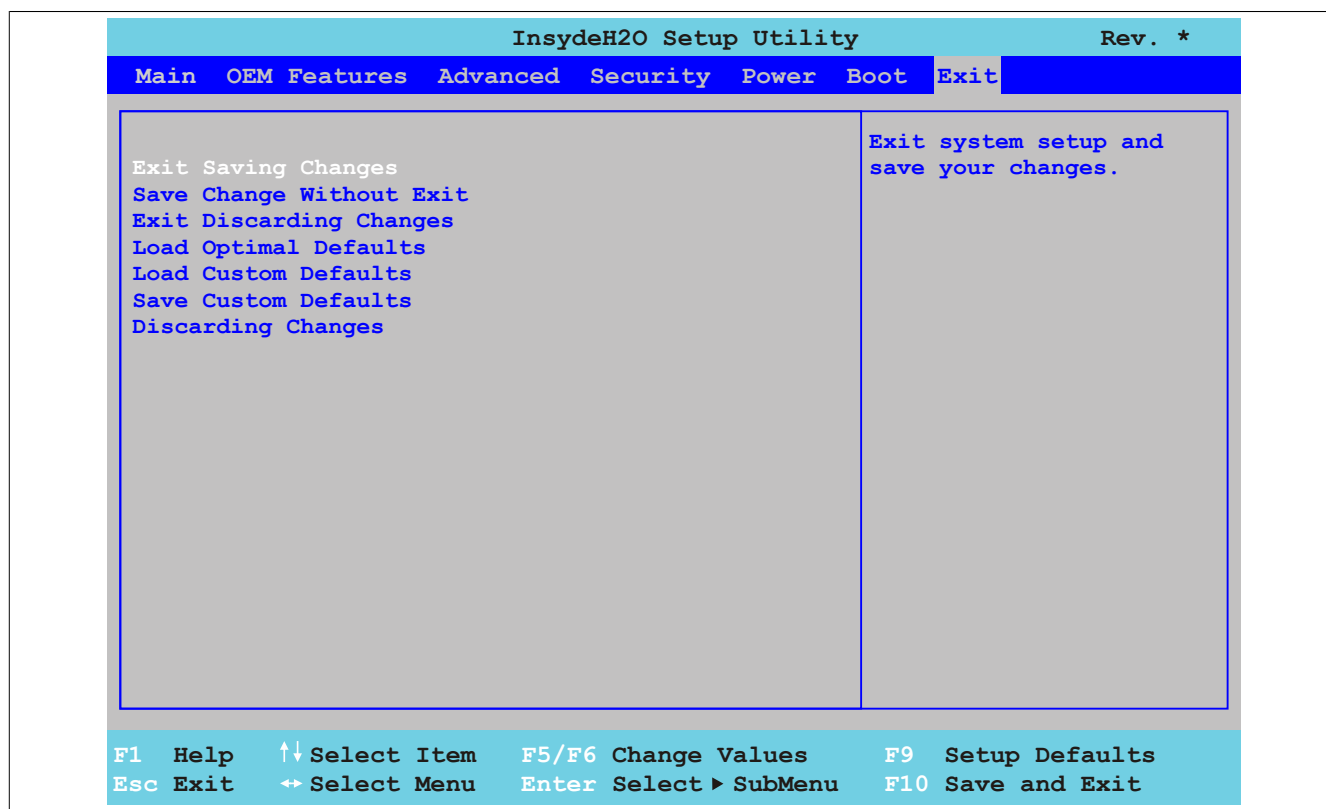 InsydeH2O Setup Utility Rev. *
Main OEM Features Advanced Security Power Boot Exit
Exit system setup and
save your changes.
Exit Saving Changes
Save Change Without Exit
Exit Discarding Changes
Load Optimal Defaults
Load Custom Defaults
Save Custom Defaults
Discarding Changes
F1 Help ↑↓ Select Item F5/F6 Change Values F9 Setup Defaults
Esc Exit ↔ Select Menu Enter Select ▶ SubMenu F10 Save and Exit